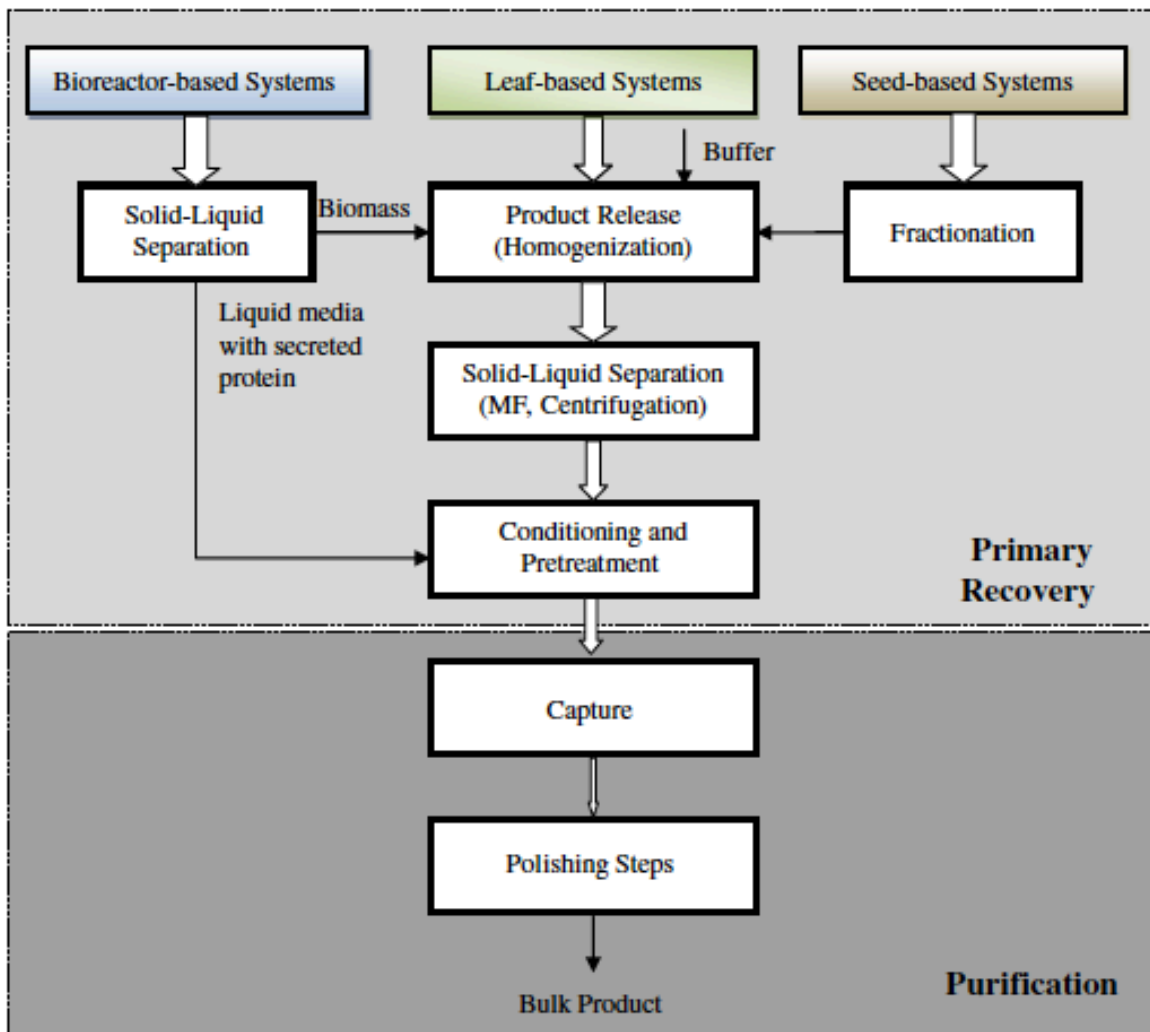 Bioreactor-based Systems
Leaf-based Systems
Seed-based Systems
Buffer
Solid-Liquid
Separation
Biomass
Product Release
(Homogenization)
Fractionation
Liquid media
with secreted
protein
Solid-Liquid Separation
(MF, Centrifugation)
Conditioning and
Pretreatment
Primary
Recovery
Capture
Polishing Steps
Bulk Product
Purification